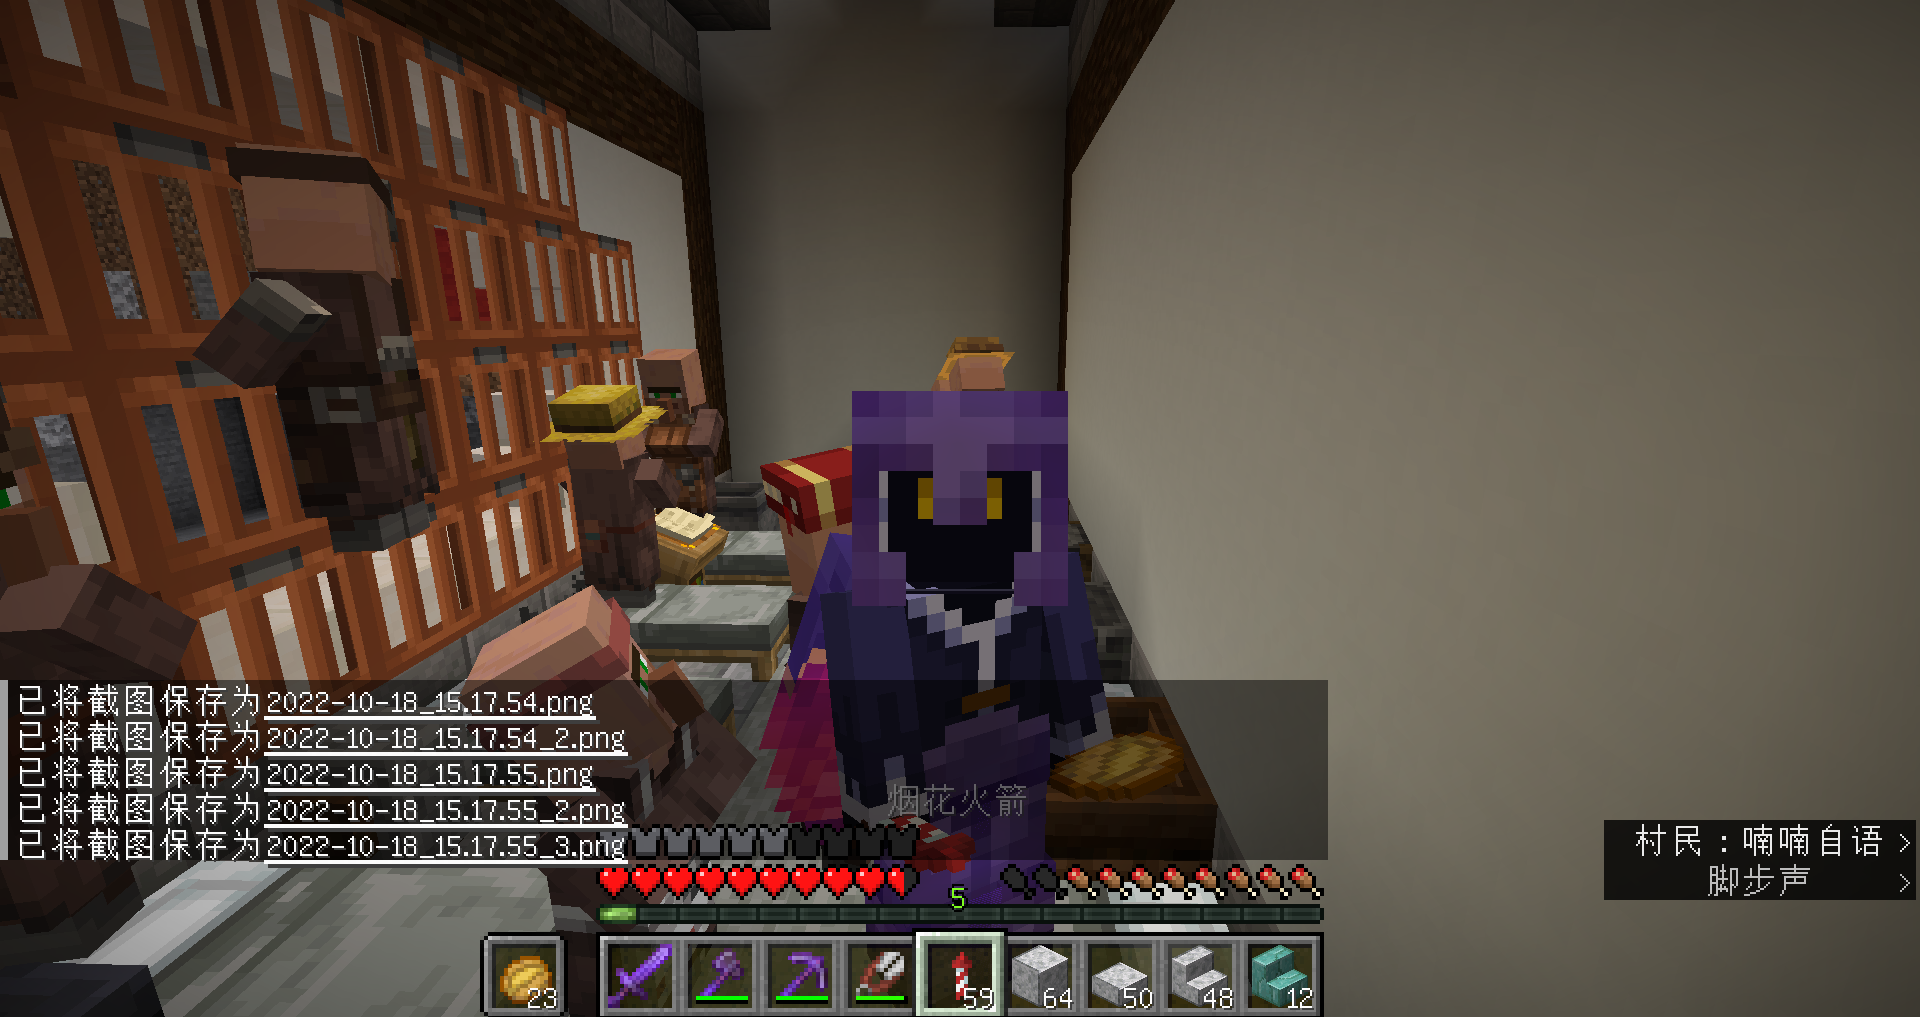 已将截图保存为2022-10-18_15.17.54.png
已将截图保存为2022-10-18_15.17.54_2.png
已将截图保存为2022-10-18_15.17.55.png
已将截图保存为2022-10-18_15.17.55_2.png
已将截图保存为2022-10-18_15.17.55_3.png
烟花火箭
村民：喃喃自语 >
脚步声 >
5
23 59 64 50 48 12